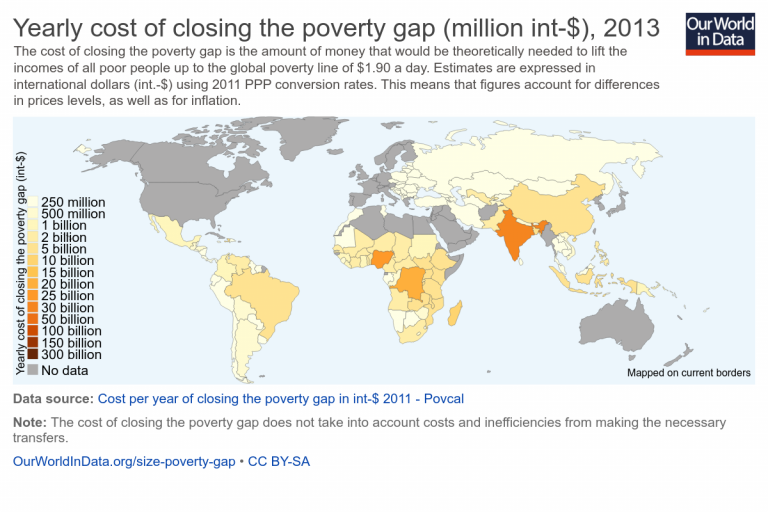 Yearly cost of closing the poverty gap (million int-$), 2013
Our World
in Data
The cost of closing the poverty gap is the amount of money that would be theoretically needed to lift the
incomes of all poor people up to the global poverty line of $1.90 a day. Estimates are expressed in
international dollars (int.-$) using 2011 PPP conversion rates. This means that figures account for differences
in prices levels, as well as for inflation.
Yearly cost of closing the poverty gap (int-$)
250 million
500 million
1 billion
2 billion
5 billion
10 billion
15 billion
20 billion
25 billion
30 billion
50 billion
100 billion
150 billion
300 billion
No data
Mapped on current borders
Data source: Cost per year of closing the poverty gap in int-$ 2011 - Povcal
Note: The cost of closing the poverty gap does not take into account costs and inefficiencies from making the necessary
transfers.
OurWorldInData.org/size-poverty-gap • CC BY-SA